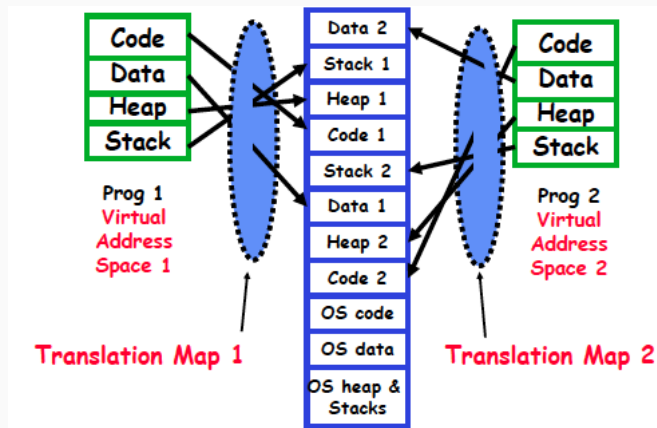 Code
Data
Heap
Stack
Prog 1
Virtual
Address
Space 1
Translation Map 1
Data 2
Stack 1
Heap 1
Code 1
Stack 2
Data 1
Heap 2
Code 2
OS code
OS data
OS heap &
Stacks
Code
Data
Heap
Stack
Prog 2
Virtual
Address
Space 2
Translation Map 2